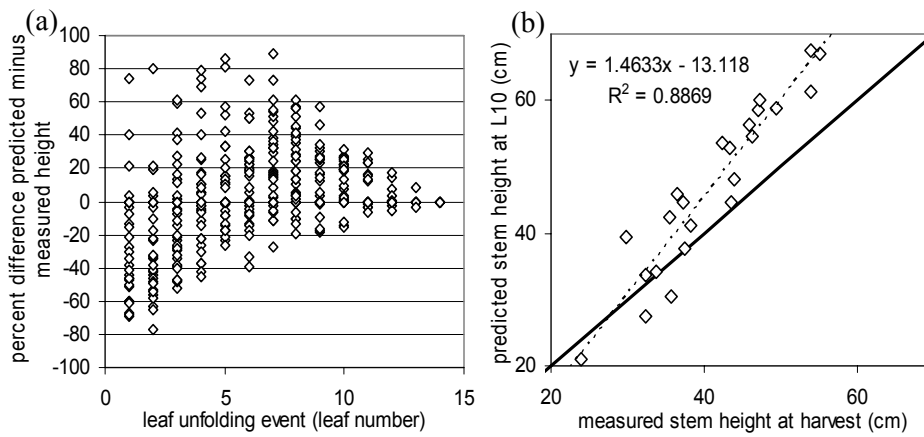 (a)
percent difference predicted minus
measured height
100
80
60
40
20
0
-20
-40
-60
-80
-100
0
5
10
15
leaf unfolding event (leaf number)
(b)
predicted stem height at L10 (cm)
y = 1.4633x - 13.118
R² = 0.8869
60
40
20
20
40
60
measured stem height at harvest (cm)